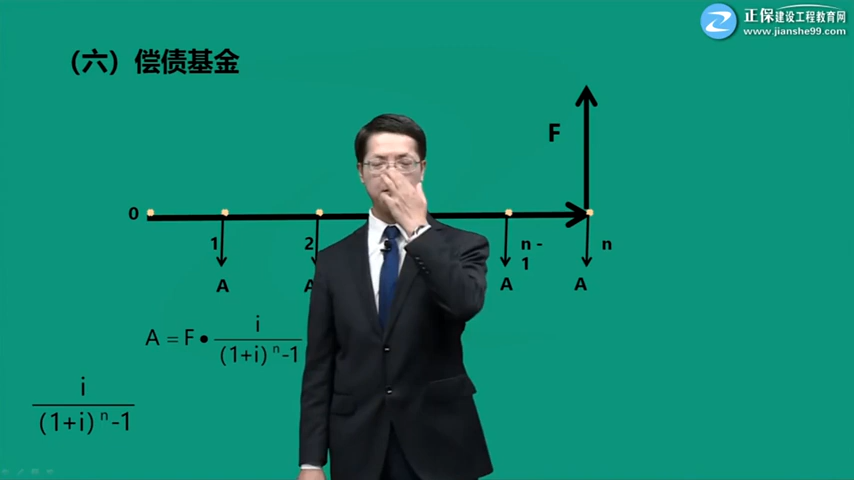 正保建设工程教育网
www.jianshe99.com
（六）偿债基金
F
0
1 2 n - 1 n
A A A A
A = F • i / (1+i)ⁿ-1
i / (1+i)ⁿ-1